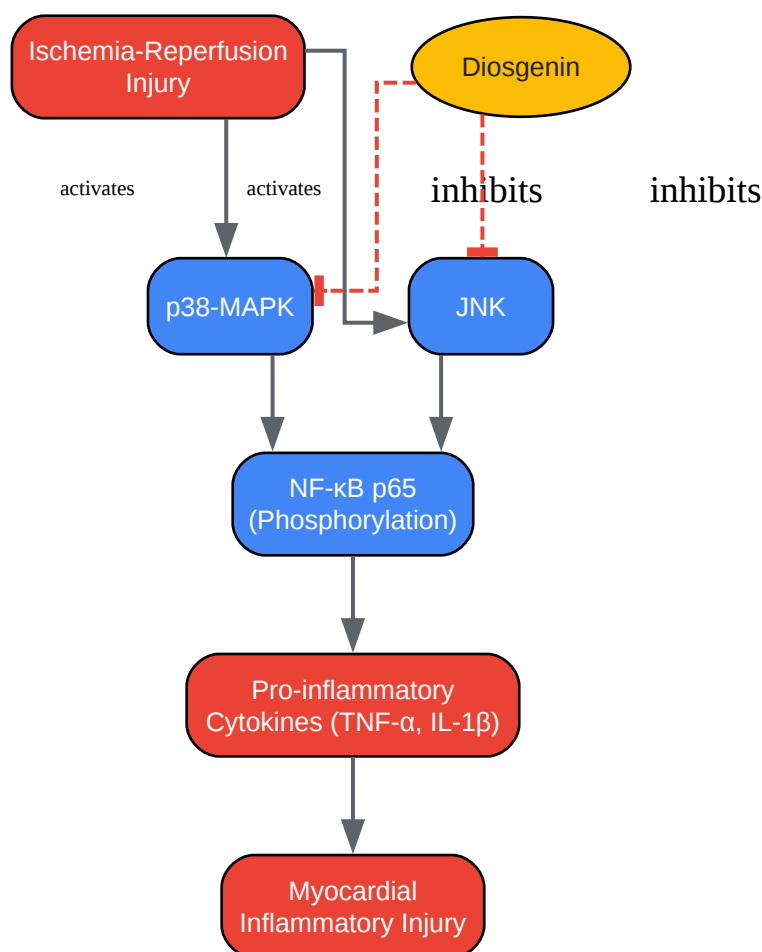 Ischemia-Reperfusion
Injury
Diosgenin
activates
activates
inhibits
inhibits
p38-MAPK
JNK
NF-κB p65
(Phosphorylation)
Pro-inflammatory
Cytokines (TNF-α, IL-1β)
Myocardial
Inflammatory Injury